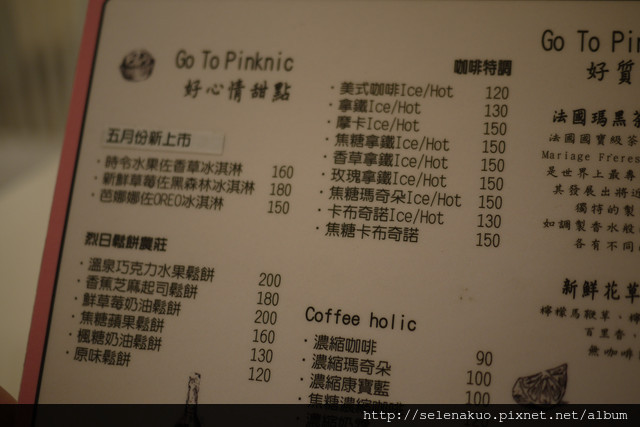 Go To Pinknic
好心情甜點
五月份新上市
・時令水果佐香草冰淇淋 160
・新鮮草莓佐黑森林冰淇淋 180
・芭娜娜佐OREO冰淇淋 150
烈日鬆餅農莊
・溫泉巧克力水果鬆餅 200
・香蕉芝麻起司鬆餅 180
・鮮草莓奶油鬆餅 200
・焦糖蘋果鬆餅 160
・楓糖奶油鬆餅 130
・原味鬆餅 120
咖啡特調
・美式咖啡Ice/Hot 120
・拿鐵Ice/Hot 130
・摩卡Ice/Hot 150
・焦糖拿鐵Ice/Hot 150
・香草拿鐵Ice/Hot 150
・玫瑰拿鐵Ice/Hot 150
・焦糖瑪奇朵Ice/Hot 150
・卡布奇諾Ice/Hot 130
・焦糖卡布奇諾 150
Coffee holic
・濃縮咖啡 90
・濃縮瑪奇朵 100
・濃縮康寶藍 100
・焦糖濃縮咖
Go To Pin
好質
法國瑪黑
法國國寶級茶
Mariage Freres
是世界上最專
其發展出將近
獨特的製
如調製香水般
各有不同
新鮮花草
檸檬馬鞭草、檸
百里香、
無咖啡
http://selenakuo.pixnet.net/album